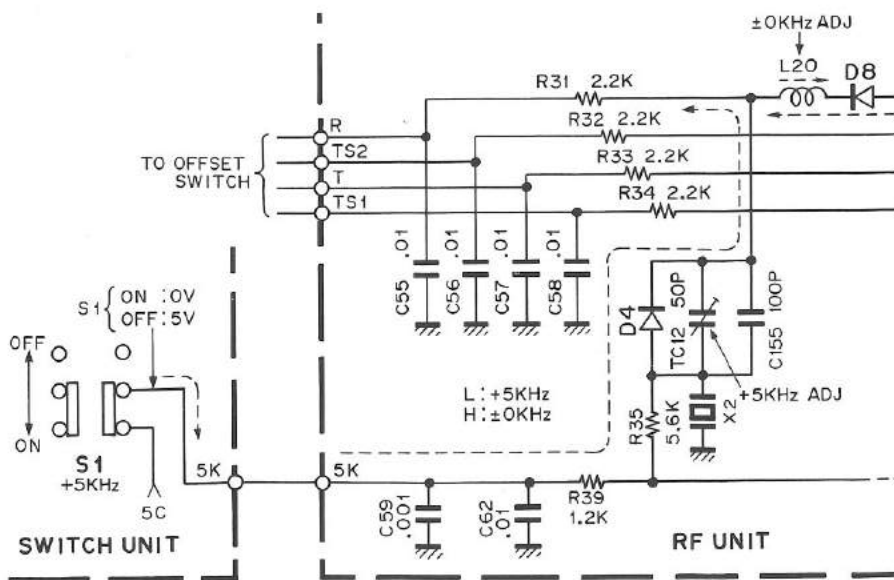 ±0KHz ADJ
L20
D8
R31 2.2K
R32 2.2K
R33 2.2K
R34 2.2K
R
TS2
T
TS1
TO OFFSET
SWITCH
.01
.01
.01
.01
C55
C56
C57
C58
S1
ON :0V
OFF:5V
OFF
ON
S1
+5KHz
5C
D4
50P
TC12
100P
C155
+5KHz ADJ
L:+5KHz
H:±0KHz
R35
5.6K
X2
5K
5K
C59
.001
C62
.01
R39
1.2K
SWITCH UNIT
RF UNIT